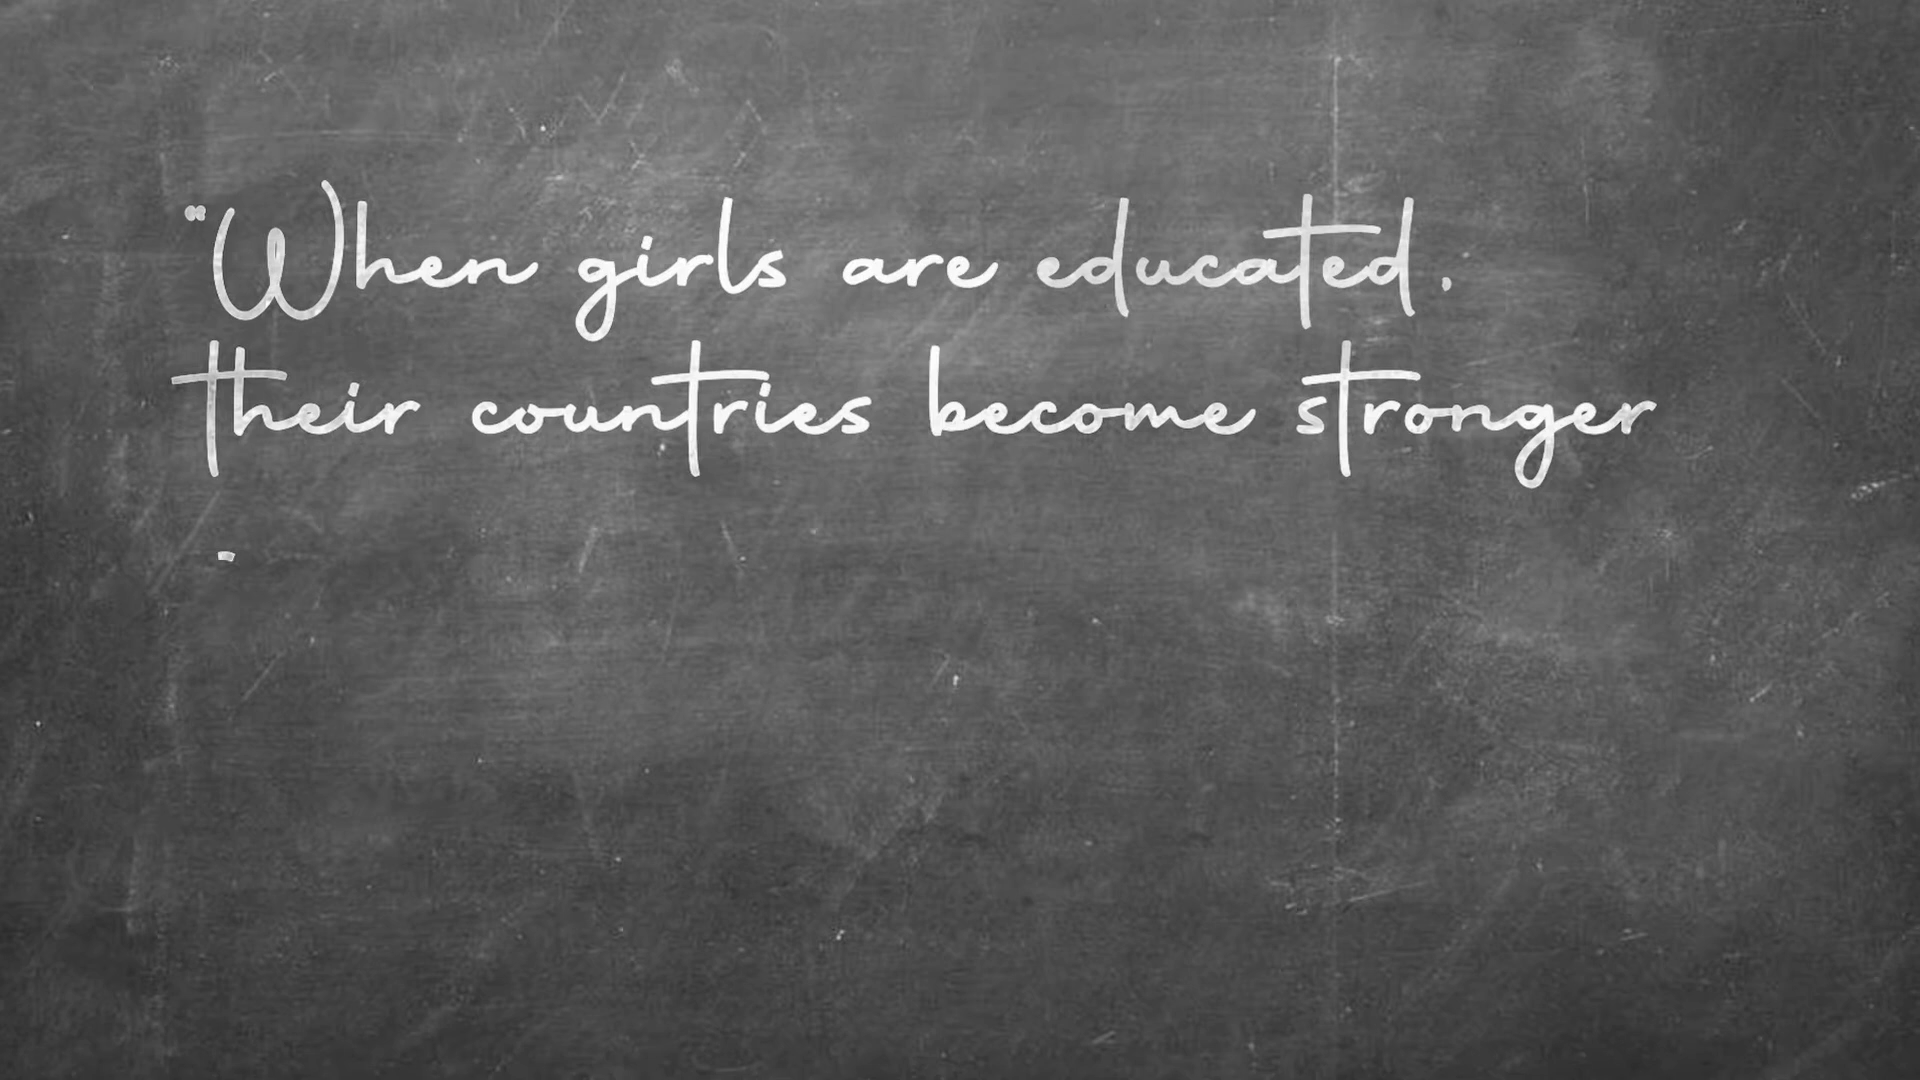 “When girls are educated,
their countries become stronger
-